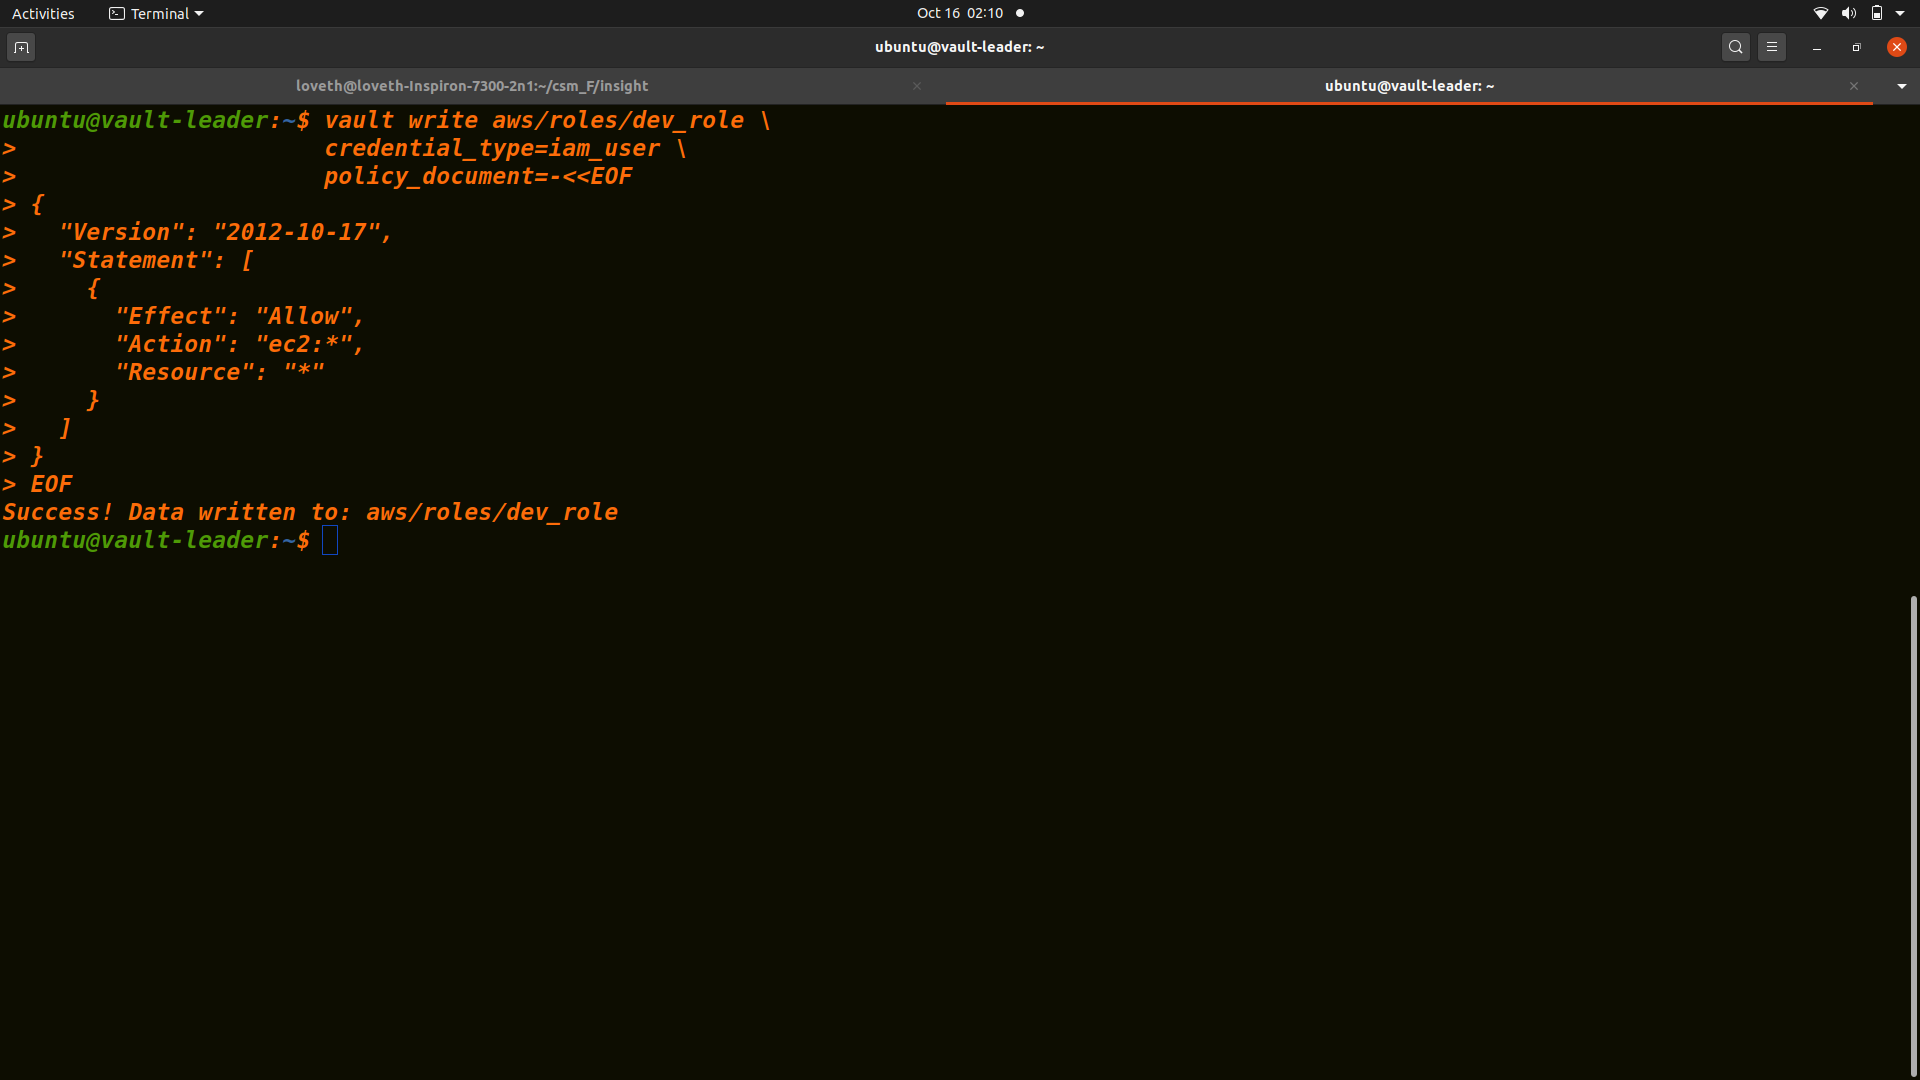 Activities
Terminal
Oct 16 02:10
ubuntu@vault-leader: ~
loveth@loveth-Inspiron-7300-2n1:~/csm_F/insight
ubuntu@vault-leader: ~
ubuntu@vault-leader:~$ vault write aws/roles/dev_role \
>                      credential_type=iam_user \
>                      policy_document=-<<EOF
> {
>   "Version": "2012-10-17",
>   "Statement": [
>     {
>       "Effect": "Allow",
>       "Action": "ec2:*",
>       "Resource": "*"
>     }
>   ]
> }
> EOF
Success! Data written to: aws/roles/dev_role
ubuntu@vault-leader:~$